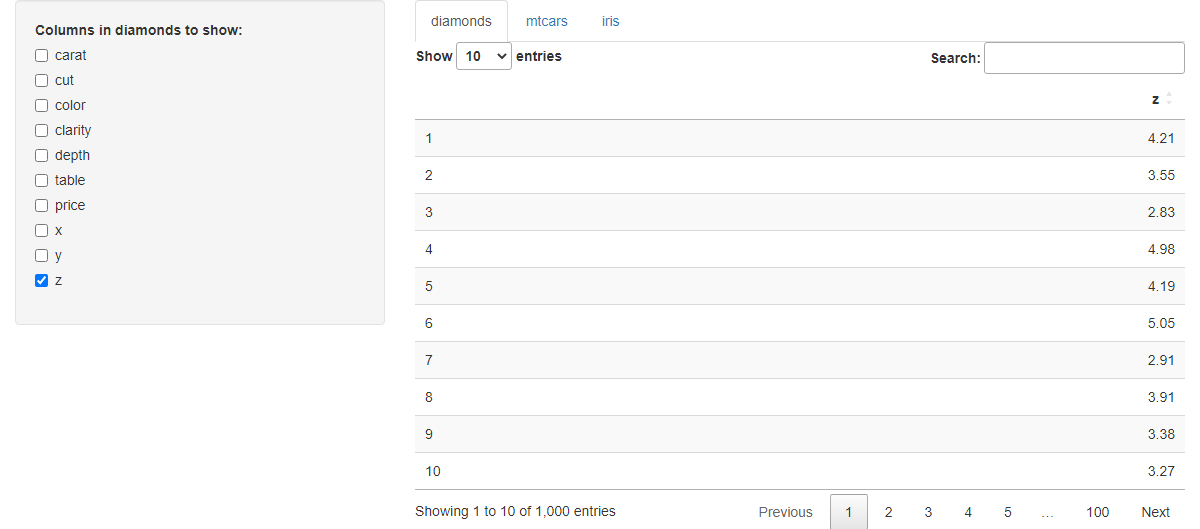 Columns in diamonds to show:
carat
cut
color
clarity
depth
table
price
x
y
z
diamonds mtcars iris
Show 10 entries Search:
z
1 4.21
2 3.55
3 2.83
4 4.98
5 4.19
6 5.05
7 2.91
8 3.91
9 3.38
10 3.27
Showing 1 to 10 of 1,000 entries Previous 1 2 3 4 5 … 100 Next